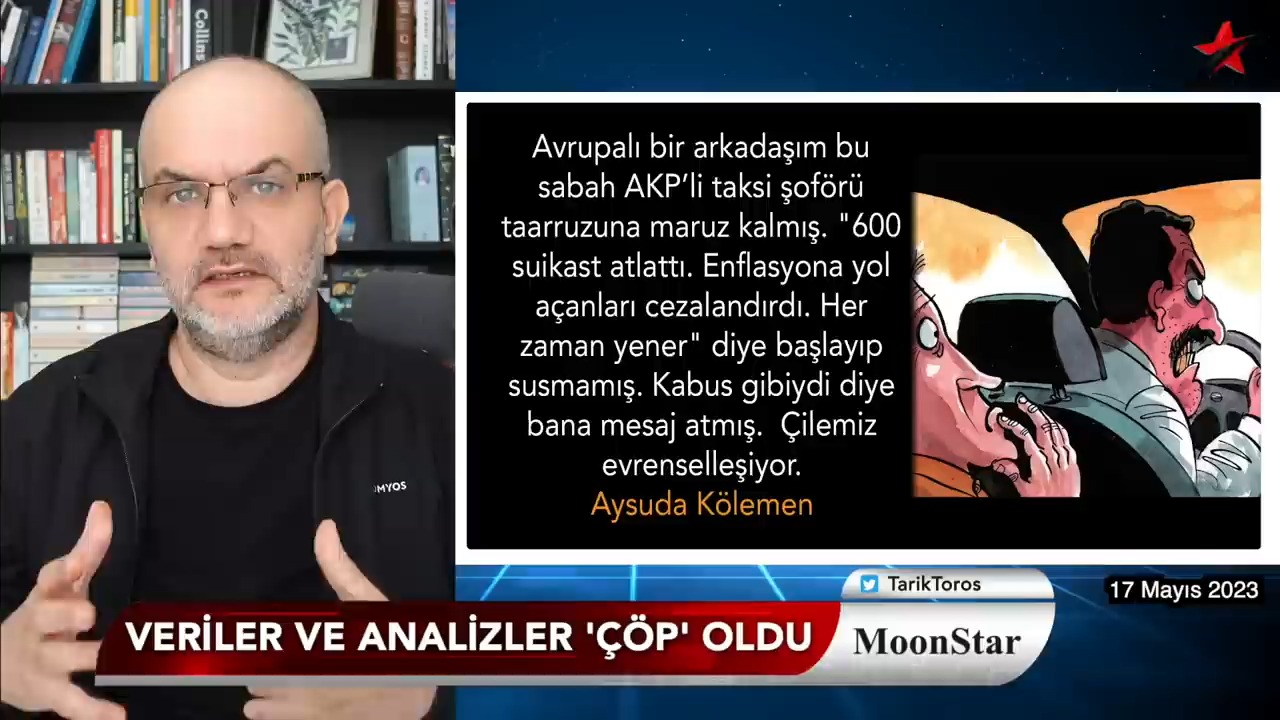 Collins
Avrupalı bir arkadaşım bu
sabah AKP'li taksi şoförü
taarruzuna maruz kalmış. "600
suikast atlattı. Enflasyona yol
açanları cezalandırdı. Her
zaman yener" diye başlayıp
susmamış. Kabus gibiydi diye
bana mesaj atmış. Çilemiz
evrenselleşiyor.
Aysuda Kölemen
OMYOS
TarikToros
17 Mayıs 2023
VERİLER VE ANALİZLER 'ÇÖP' OLDU
MoonStar